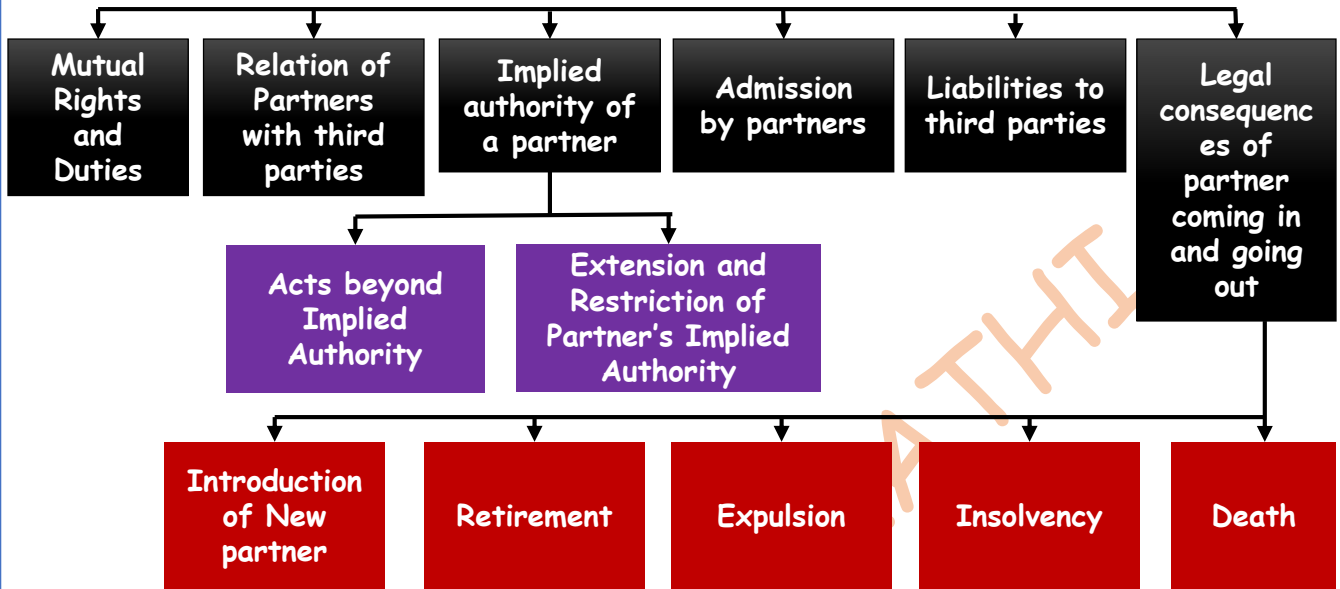 Mutual
Rights
and
Duties
Relation of
Partners
with third
parties
Implied
authority of
a partner
Admission
by partners
Liabilities to
third parties
Legal
consequenc
es of
partner
coming in
and going
out
Acts beyond
Implied
Authority
Extension and
Restriction of
Partner's Implied
Authority
ATHI
Introduction
of New
partner
Retirement
Expulsion
Insolvency
Death